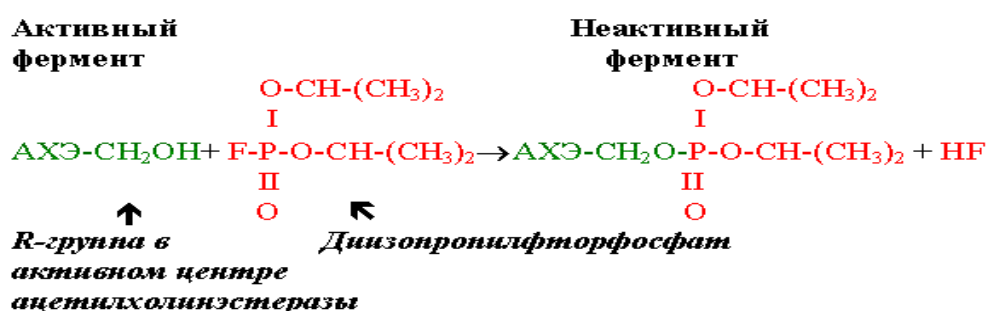 Активный Неактивный
фермент фермент
O-CH-(CH₃)₂ O-CH-(CH₃)₂
I I
АХЭ-CH₂OH+ F-P-O-CH-(CH₃)₂→АХЭ-CH₂O-P-O-CH-(CH₃)₂ + HF
II II
O O
R-группа в Диизопропилфторфосфат
активном центре
ацетилхолинэстеразы